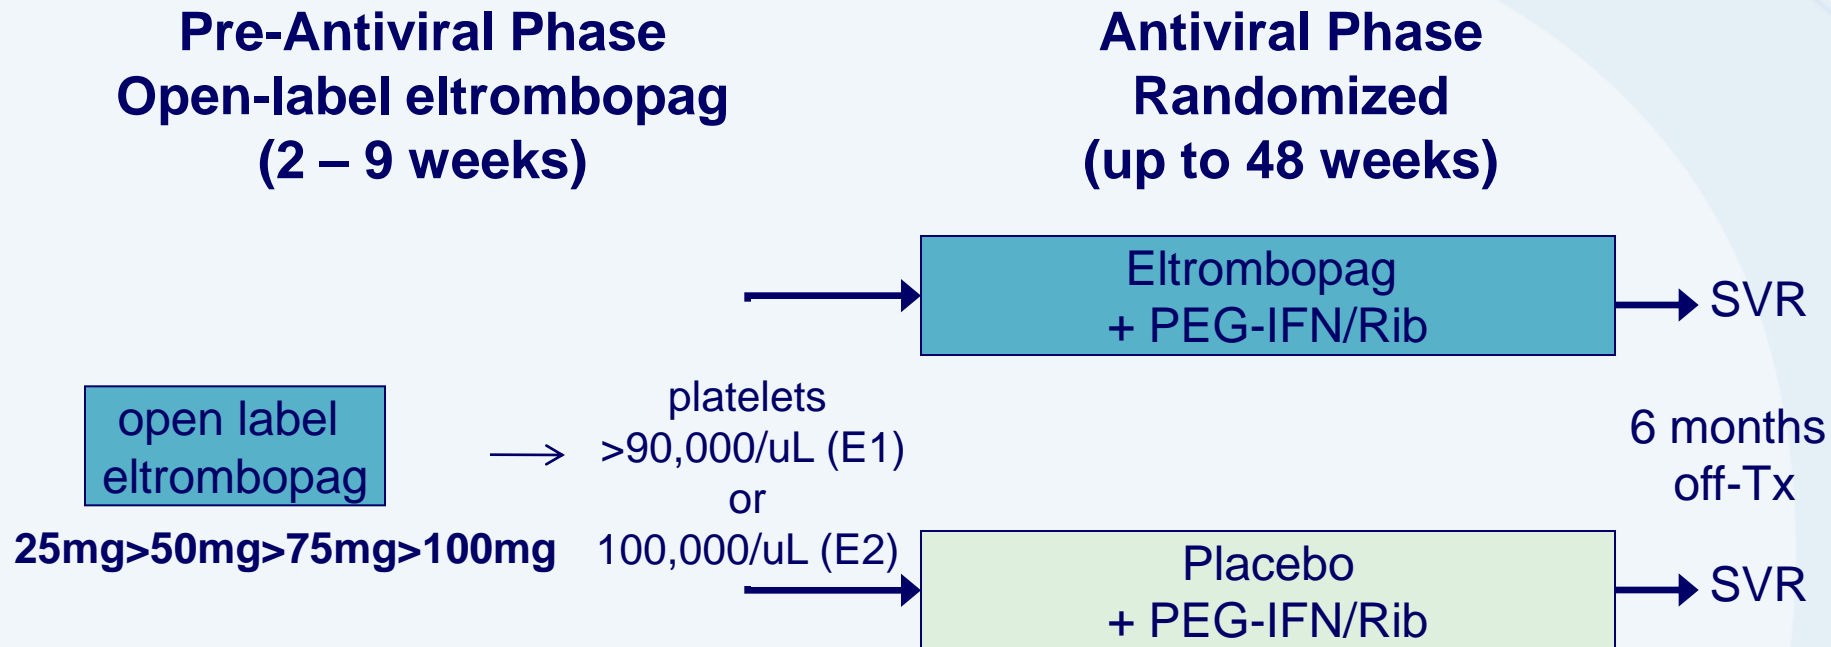 Pre-Antiviral Phase
Open-label eltrombopag
(2 – 9 weeks)
Antiviral Phase
Randomized
(up to 48 weeks)
Eltrombopag
+ PEG-IFN/Rib
SVR
open label
eltrombopag
25mg>50mg>75mg>100mg
platelets
>90,000/uL (E1)
or
100,000/uL (E2)
6 months
off-Tx
Placebo
+ PEG-IFN/Rib
SVR